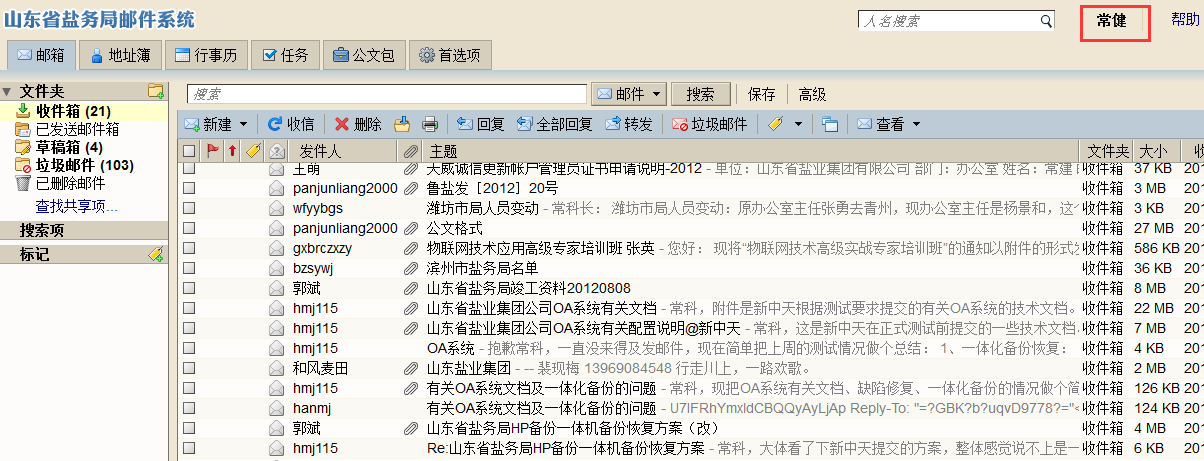 山东省盐务局邮件系统
人名搜索
常健
帮助
邮箱 地址簿 行事历 任务 公文包 首选项
文件夹
收件箱 (21)
已发送邮箱
草稿箱 (4)
垃圾邮件 (103)
已删除邮件
查找共享项...
搜索项
标记
搜索 邮件 搜索 保存 高级
新建 收信 删除 回复 全部回复 转发 垃圾邮件 查看
发件人 主题 文件夹 大小 收
王萌 天威诚信更新帐户管理员证书申请说明-2012 - 单位：山东省盐业集团有限公司 部门：办公室 姓名：常建 收件箱 37 KB 201
panjunliang2000 鲁盐发［2012］20号 收件箱 3 MB 201
wfyybgs 潍坊市局人员变动 - 常科长： 潍坊市局人员变动：原办公室主任张勇去青州，现办公室主任是杨景和，这个 收件箱 3 KB 201
panjunliang2000 公文格式 收件箱 27 MB 201
gxbrczxzy 物联网技术应用高级专家培训班 张英 - 您好： 现将“物联网技术高级实战专家培训班”的通知以附件的形式发 收件箱 586 KB 201
bzsywj 滨州市盐务局名单 收件箱 36 KB 201
郭斌 山东省盐务局竣工资料20120808 收件箱 8 MB 201
hmj115 山东省盐业集团公司OA系统有关文档 - 常科，附件是新中天根据测试要求提交的有关OA系统的技术文档。 收件箱 22 MB 201
hmj115 山东省盐业集团公司OA系统有关配置说明@新中天 - 常科，这是新中天在正式测试前提交的一些技术文档 收件箱 7 MB 201
hmj115 OA系统 - 抱歉常科，一直没来得及发邮件，现在简单把上周的测试情况做个总结： 1、一体化备份恢复： 收件箱 4 KB 201
和风麦田 山东盐业集团 - -- 裴现梅 13969084548 行走川上，一路欢歌。 收件箱 2 MB 201
hmj115 有关OA系统文档及一体化备份的问题 - 常科，现把OA系统有关文档、缺陷修复、一体化备份的情况做个简 收件箱 126 KB 201
hanmj 有关OA系统文档及一体化备份的问题 - U7lFRhYmxldCBQQyAyLjAp Reply-To: "=?GBK?b?uqvD9778?="< 收件箱 124 KB 201
郭斌 山东省盐务局HP备份一体机备份恢复方案（改） 收件箱 4 MB 201
hmj115 Re:山东省盐务局HP备份一体机备份恢复方案 - 常科，大体看了下新中天提交的方案，整体感觉说不上是一 收件箱 6 KB 201